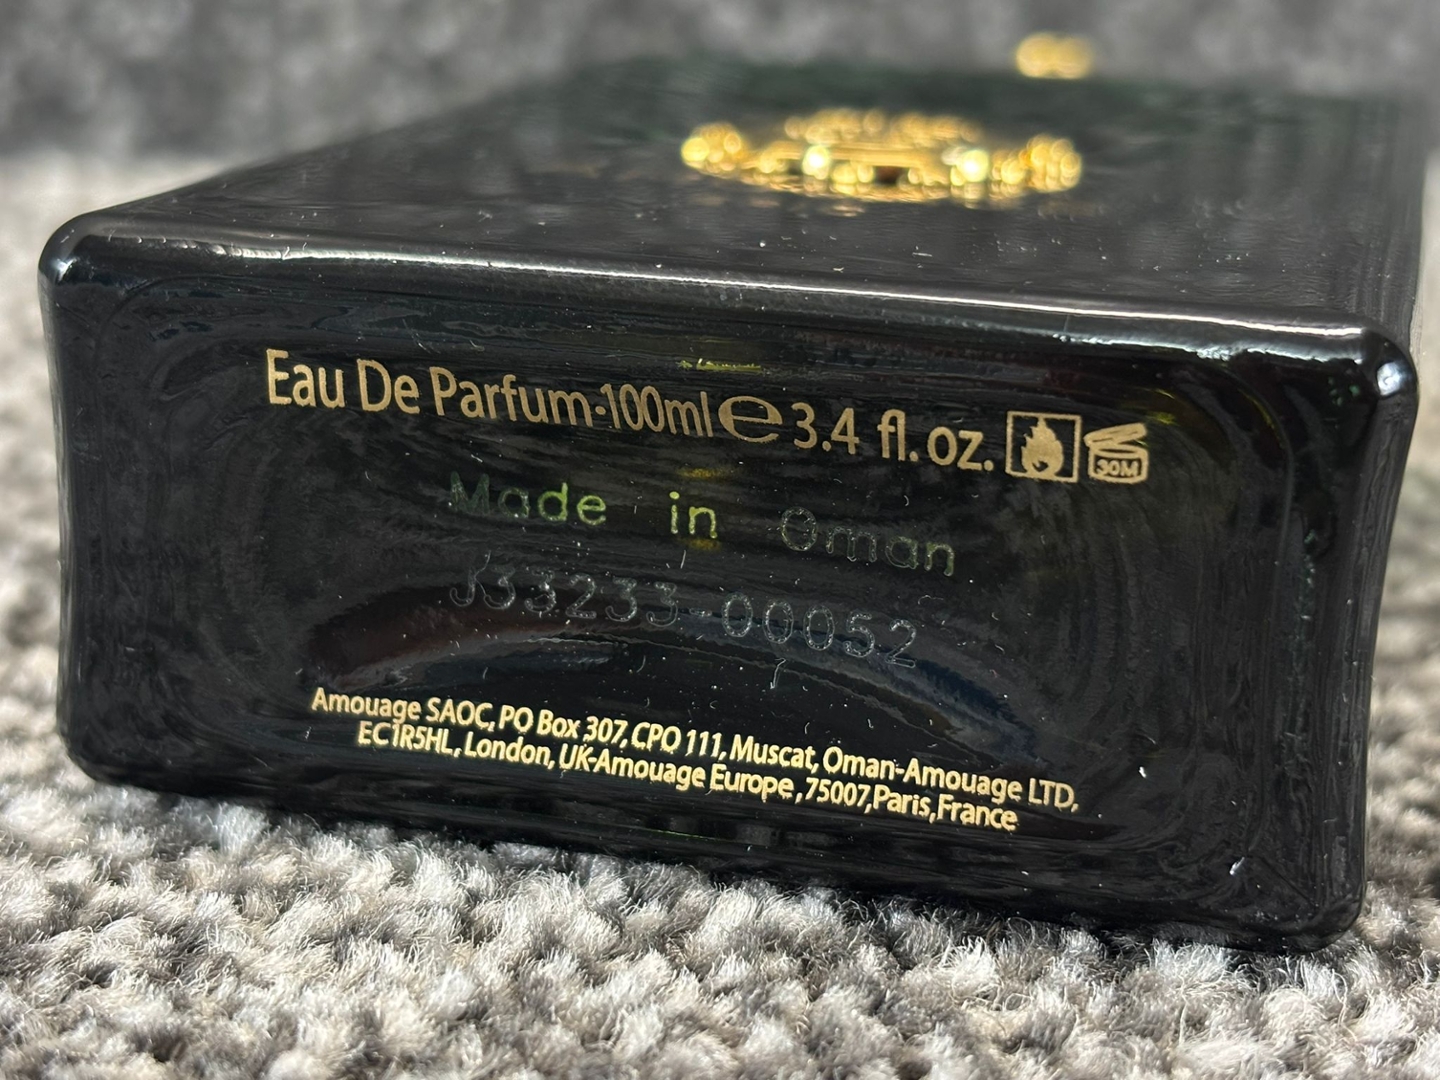 Eau De Parfum·100ml ℮ 3.4 fl. oz. 30M
Made in Oman
J33233-00052
Amouage SAOC, PO Box 307, CPO 111, Muscat, Oman-Amouage LTD.
EC1R5HL, London, UK-Amouage Europe, 75007,Paris,France